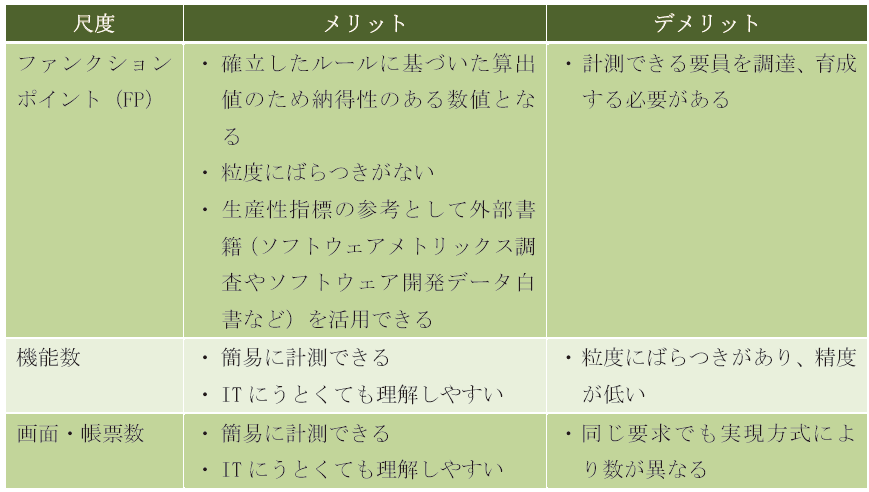 尺度
メリット
デメリット
ファンクション
ポイント（FP）
・ 確立したルールに基づいた算出
値のため納得性のある数値とな
る
・ 粒度にばらつきがない
・ 生産性指標の参考として外部書
籍（ソフトウェアメトリックス調
査やソフトウェア開発データ白
書など）を活用できる
・ 計測できる要員を調達、育成
する必要がある
機能数
・ 簡易に計測できる
・ IT にうとくても理解しやすい
・ 粒度にばらつきがあり、精度
が低い
画面・帳票数
・ 簡易に計測できる
・ IT にうとくても理解しやすい
・ 同じ要求でも実現方式によ
り数が異なる